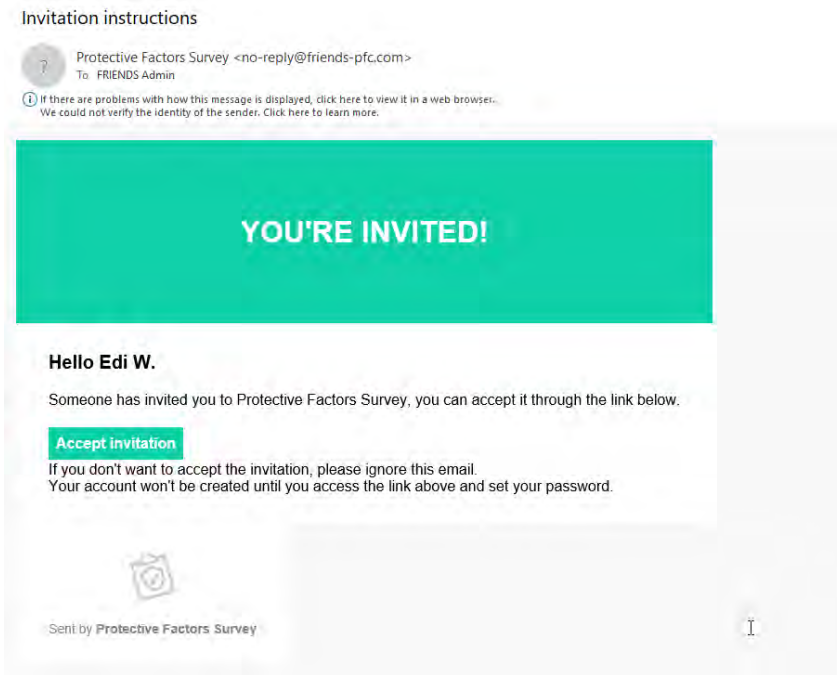 Invitation instructions
?
Protective Factors Survey <no-reply@friends-pfc.com>
To FRIENDS Admin
If there are problems with how this message is displayed, click here to view it in a web browser.
We could not verify the identity of the sender. Click here to learn more.
YOU'RE INVITED!
Hello Edi W.
Someone has invited you to Protective Factors Survey, you can accept it through the link below.
Accept invitation
If you don't want to accept the invitation, please ignore this email.
Your account won't be created until you access the link above and set your password.
Sent by Protective Factors Survey